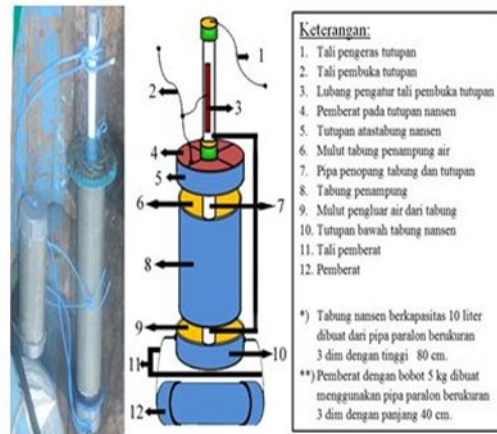 Keterangan:
1. Tali pengeras tutupan
2. Tali pembuka tutupan
3. Lubang pengatur tali pembuka tutupan
4. Pemberat pada tutupan nansen
5. Tutupan atastabung nansen
6. Mulut tabung penampung air
7. Pipa penopang tabung dan tutupan
8. Tabung penampung
9. Mulut pengluar air dari tabung
10. Tutupan bawah tabung nansen
11. Tali pemberat
12. Pemberat
*) Tabung nansen berkapasitas 10 liter
dibuat dari pipa paralon berukuran
3 dim dengan tinggi 80 cm.
**) Pemberat dengan bobot 5 kg dibuat
menggunakan pipa paralon berukuran
3 dim dengan panjang 40 cm.
1
2
3
4
5
6
7
8
9
10
11
12